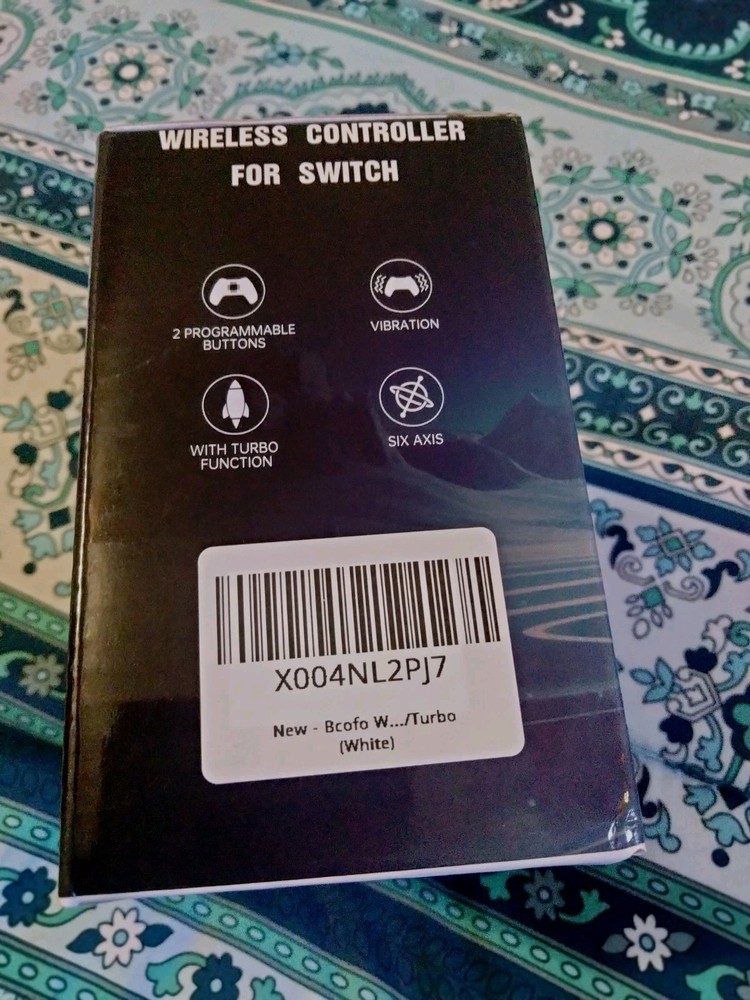 WIRELESS CONTROLLER
FOR SWITCH
2 PROGRAMMABLE
BUTTONS
VIBRATION
WITH TURBO
FUNCTION
SIX AXIS
X004NL2PJ7
New - Bcofo W.../Turbo
(White)